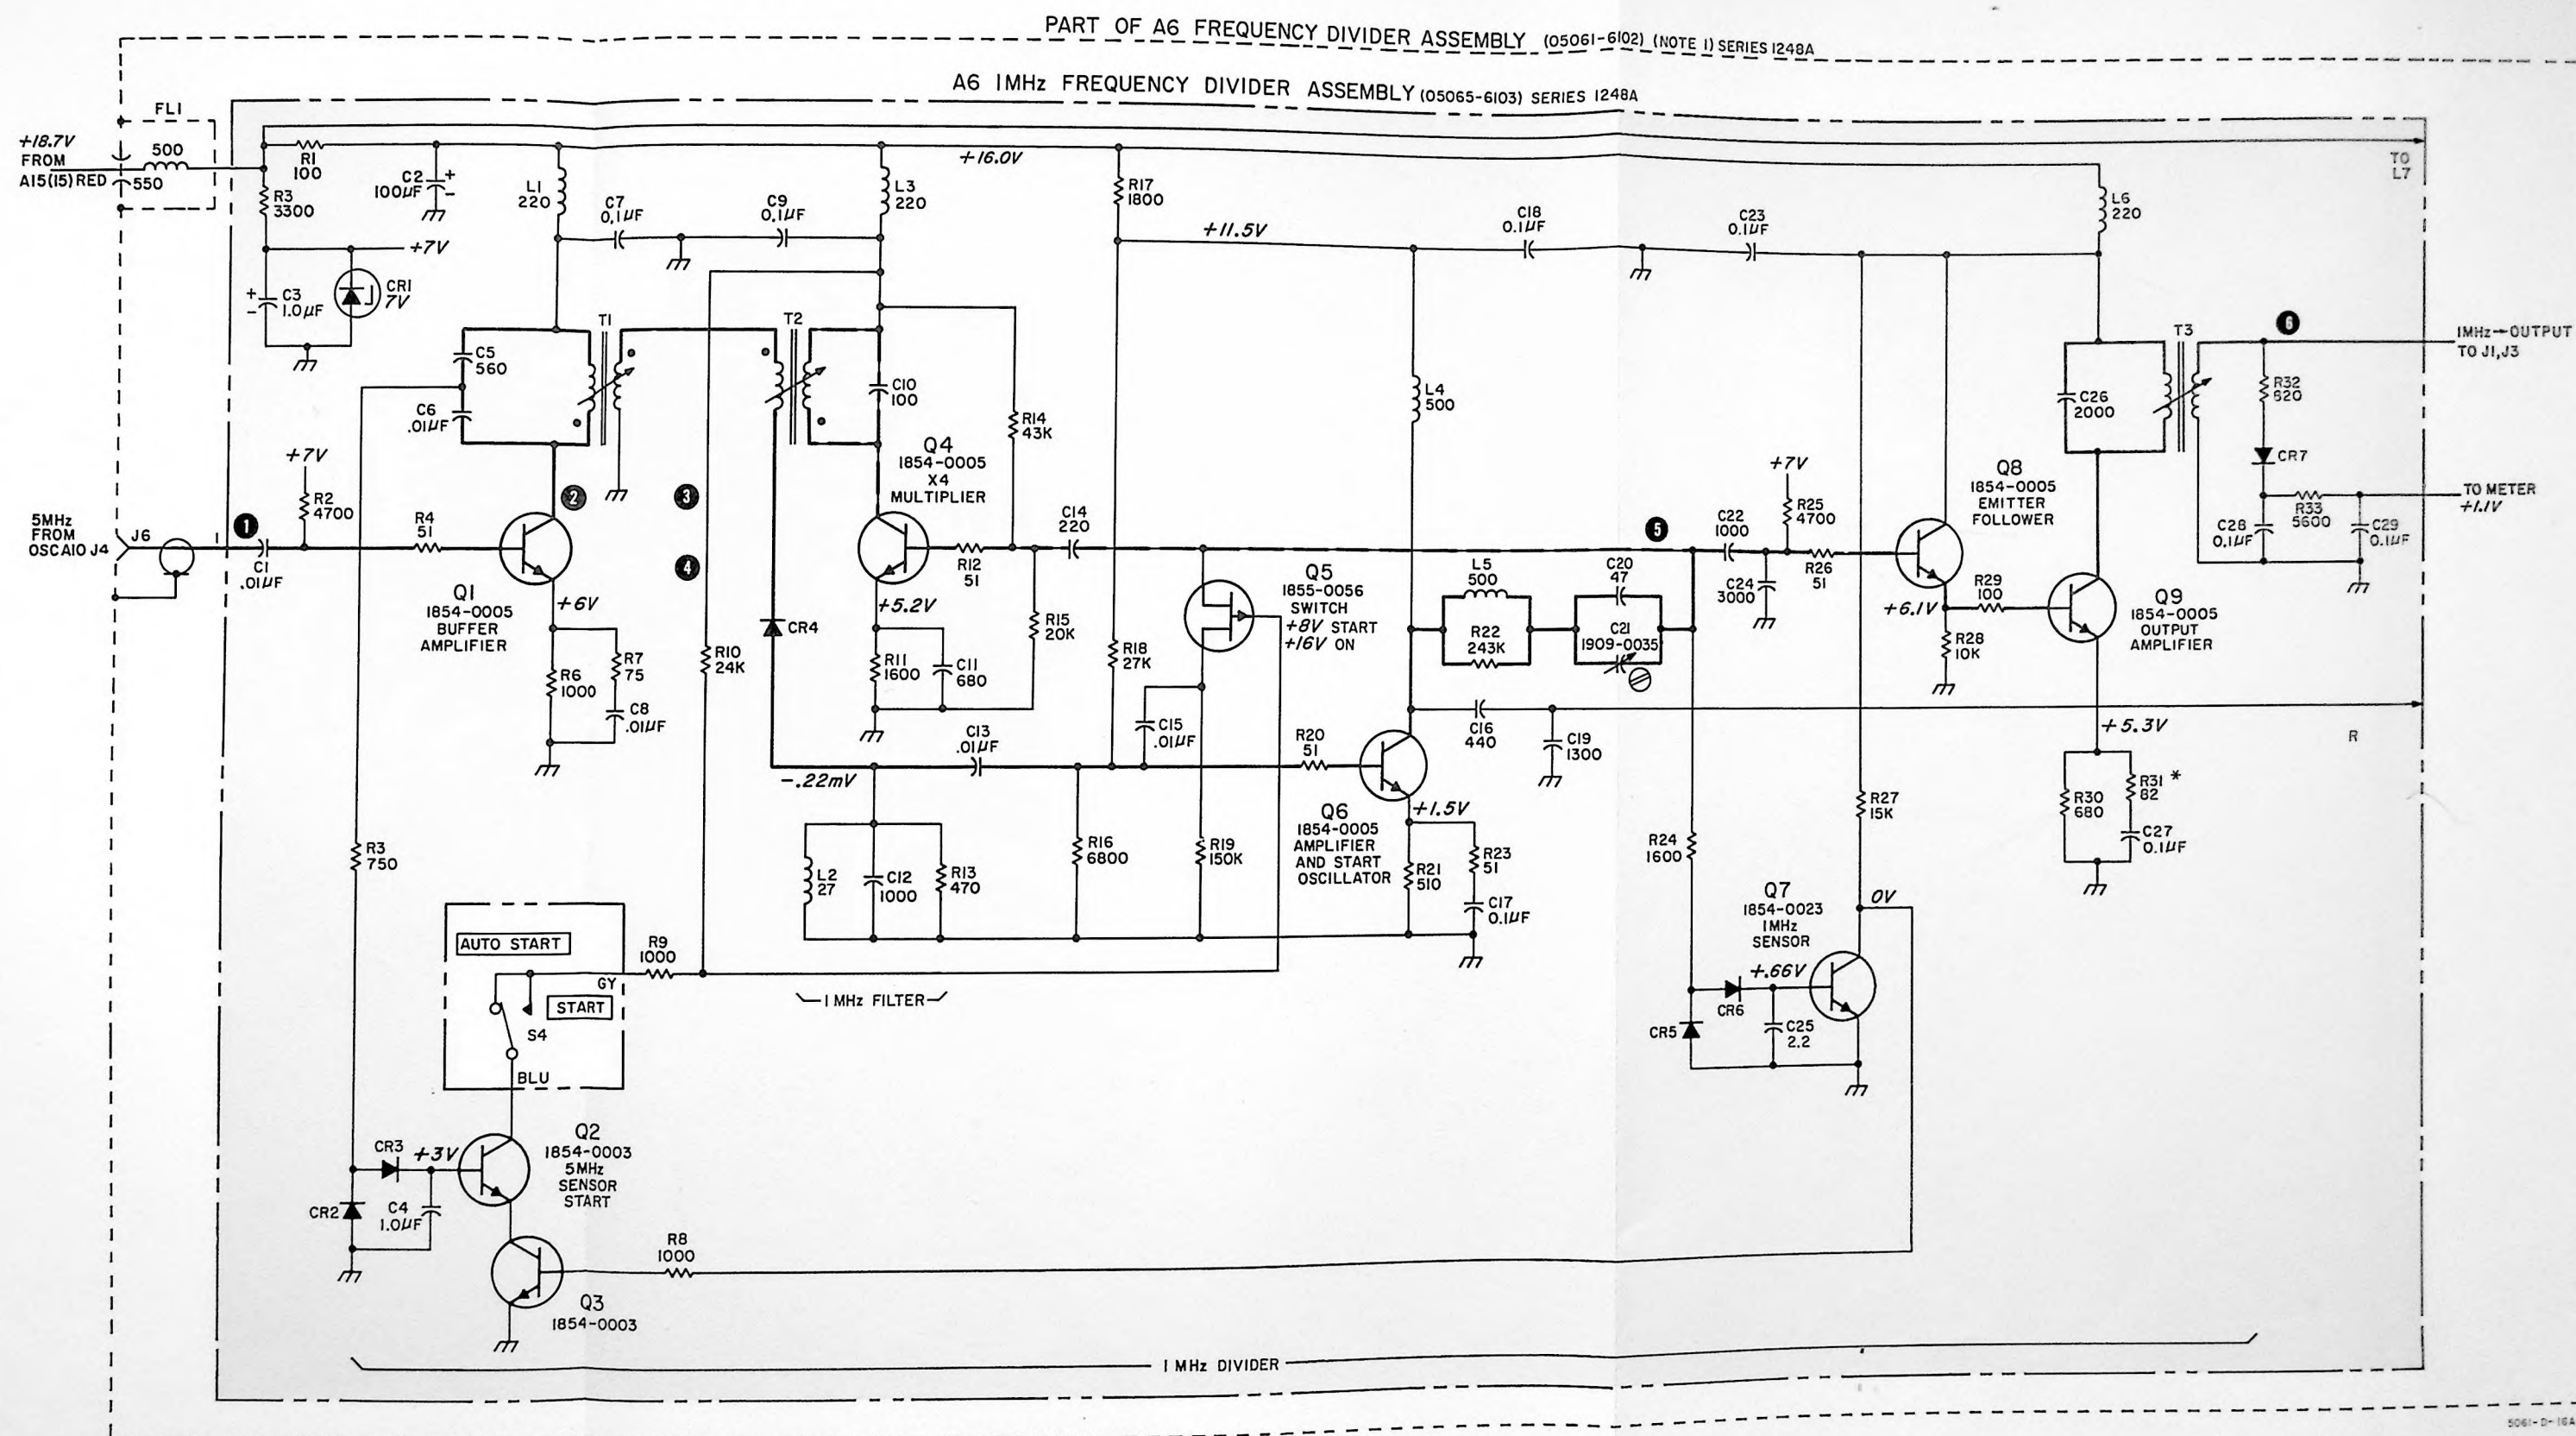 PART OF A6 FREQUENCY DIVIDER ASSEMBLY (05061-6102) (NOTE 1) SERIES 1248A
A6 1MHz FREQUENCY DIVIDER ASSEMBLY (05065-6103) SERIES 1248A
FL1
+18.7V
FROM
A15(15) RED
500
550
R1
100
R3
3300
C2
100µF
+
-
L1
220
C7
0.1µF
C9
0.1µF
L3
220
+16.0V
R17
1800
+11.5V
C18
0.1µF
C23
0.1µF
L6
220
TO
L7
+7V
+
-
C3
1.0µF
CR1
7V
C5
560
C6
.01µF
T1
T2
C10
100
R14
43K
L4
500
C26
2000
T3
6
1MHz→OUTPUT
TO J1,J3
R32
620
CR7
R33
5600
C28
0.1µF
C29
0.1µF
TO METER
+1.1V
+7V
R2
4700
5MHz
FROM
OSCA10 J4
J6
1
C1
.01µF
R4
51
2
Q1
1854-0005
BUFFER
AMPLIFIER
+6V
R6
1000
R7
75
C8
.01µF
3
4
R10
24K
CR4
Q4
1854-0005
X4
MULTIPLIER
R12
51
C14
220
+5.2V
R11
1600
C11
680
R15
20K
R18
27K
Q5
1855-0056
SWITCH
+8V START
+16V ON
C15
.01µF
C13
.01µF
-.22mV
L2
27
C12
1000
R13
470
R16
6800
R19
150K
R20
51
Q6
1854-0005
AMPLIFIER
AND START
OSCILLATOR
+1.5V
R21
510
R23
51
C17
0.1µF
L5
500
R22
243K
C20
47
C21
1909-0035
C16
440
C19
1300
5
C22
1000
C24
3000
+7V
R25
4700
R26
51
Q8
1854-0005
EMITTER
FOLLOWER
+6.1V
R29
100
R28
10K
Q9
1854-0005
OUTPUT
AMPLIFIER
+5.3V
R
R30
680
R31 *
82
C27
0.1µF
R27
15K
R24
1600
0V
Q7
1854-0023
1MHz
SENSOR
+.66V
CR6
CR5
C25
2.2
R3
750
AUTO START
START
S4
GY
BLU
R9
1000
1 MHz FILTER
CR3
+3V
CR2
C4
1.0µF
Q2
1854-0003
5MHz
SENSOR
START
R8
1000
Q3
1854-0003
1 MHz DIVIDER
5061-D-16A